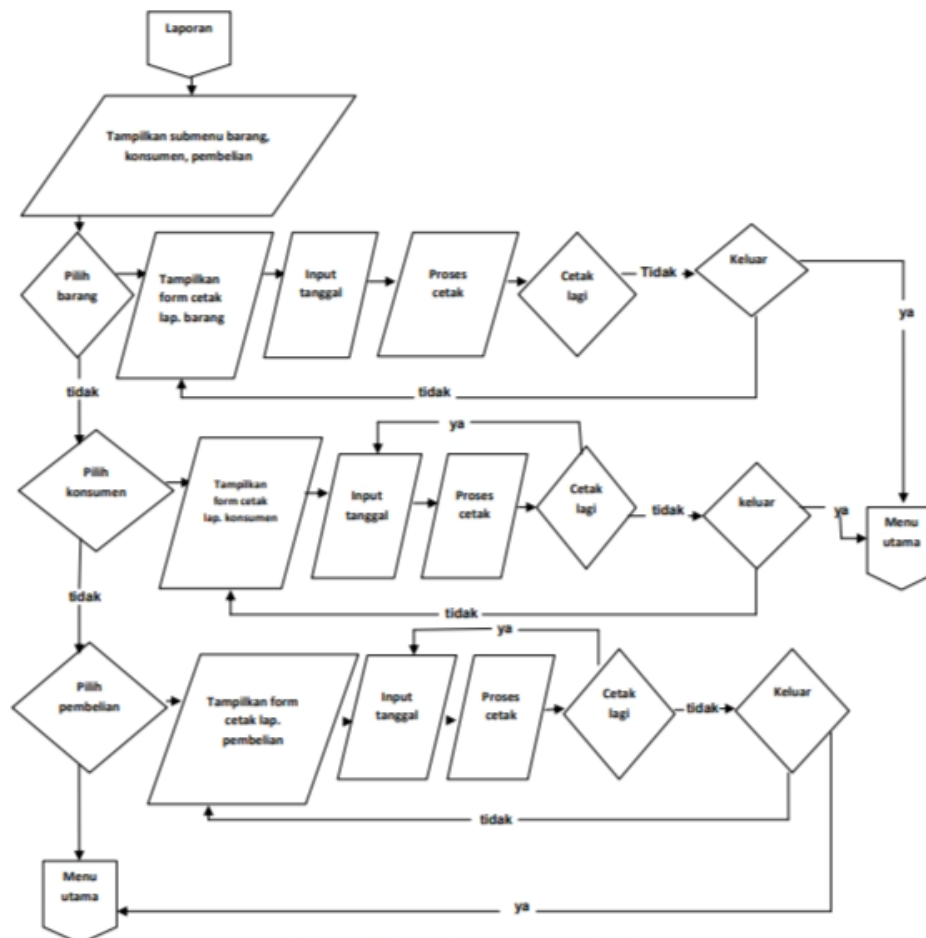 Laporan
Tampilkan submenu barang,
konsumen, pembelian
Pilih
barang
Tampilkan
form cetak
lap. barang
Input
tanggal
Proses
cetak
Cetak
lagi
Tidak
Keluar
ya
tidak
tidak
ya
Pilih
konsumen
Tampilkan
form cetak
lap. konsumen
Input
tanggal
Proses
cetak
Cetak
lagi
tidak
keluar
ya
Menu
utama
tidak
tidak
ya
Pilih
pembelian
Tampilkan form
cetak lap.
pembelian
Input
tanggal
Proses
cetak
Cetak
lagi
tidak
Keluar
tidak
Menu
utama
ya